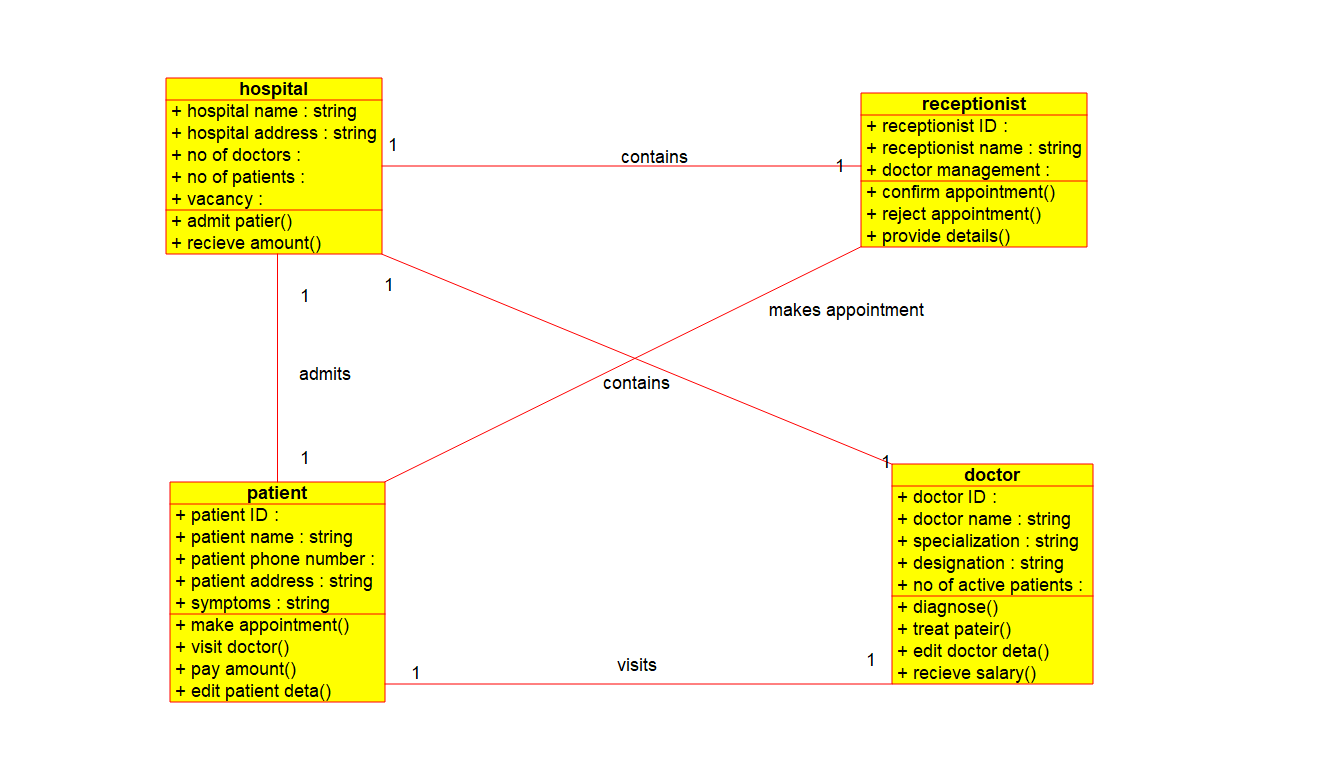 hospital
+ hospital name : string
+ hospital address : string
+ no of doctors :
+ no of patients :
+ vacancy :
+ admit patier()
+ recieve amount()
1
contains
1
receptionist
+ receptionist ID :
+ receptionist name : string
+ doctor management :
+ confirm appointment()
+ reject appointment()
+ provide details()
1
1
makes appointment
admits
contains
1
1
patient
+ patient ID :
+ patient name : string
+ patient phone number :
+ patient address : string
+ symptoms : string
+ make appointment()
+ visit doctor()
+ pay amount()
+ edit patient deta()
1
visits
1
doctor
+ doctor ID :
+ doctor name : string
+ specialization : string
+ designation : string
+ no of active patients :
+ diagnose()
+ treat pateir()
+ edit doctor deta()
+ recieve salary()